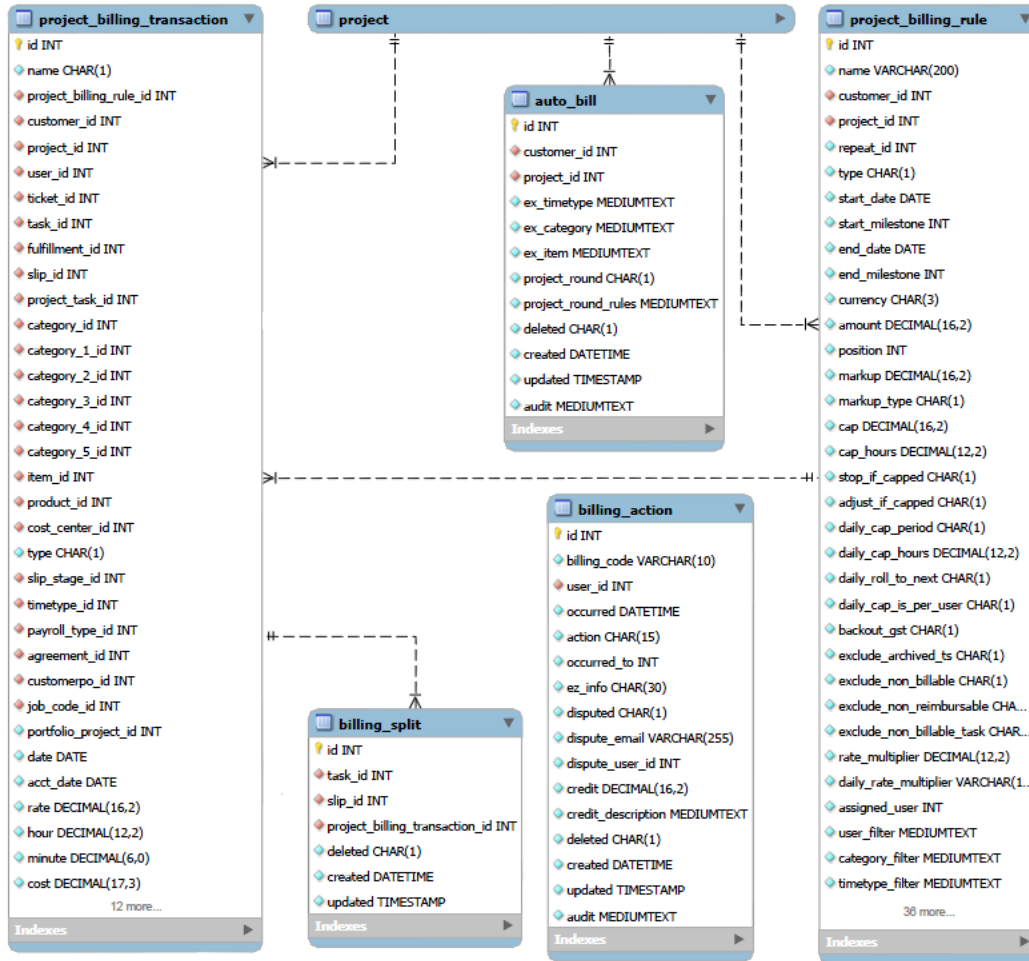 project_billing_transaction
id INT
name CHAR(1)
project_billing_rule_id INT
customer_id INT
project_id INT
user_id INT
ticket_id INT
task_id INT
fulfillment_id INT
slip_id INT
project_task_id INT
category_id INT
category_1_id INT
category_2_id INT
category_3_id INT
category_4_id INT
category_5_id INT
item_id INT
product_id INT
cost_center_id INT
type CHAR(1)
slip_stage_id INT
timetype_id INT
payroll_type_id INT
agreement_id INT
customerpo_id INT
job_code_id INT
portfolio_project_id INT
date DATE
acct_date DATE
rate DECIMAL(16,2)
hour DECIMAL(12,2)
minute DECIMAL(6,0)
cost DECIMAL(17,3)
12 more...
Indexes
project
auto_bill
id INT
customer_id INT
project_id INT
ex_timetype MEDIUMTEXT
ex_category MEDIUMTEXT
ex_item MEDIUMTEXT
project_round CHAR(1)
project_round_rules MEDIUMTEXT
deleted CHAR(1)
created DATETIME
updated TIMESTAMP
audit MEDIUMTEXT
Indexes
billing_split
id INT
task_id INT
slip_id INT
project_billing_transaction_id INT
deleted CHAR(1)
created DATETIME
updated TIMESTAMP
Indexes
billing_action
id INT
billing_code VARCHAR(10)
user_id INT
occurred DATETIME
action CHAR(15)
occurred_to INT
ez_info CHAR(30)
disputed CHAR(1)
dispute_email VARCHAR(255)
dispute_user_id INT
credit DECIMAL(16,2)
credit_description MEDIUMTEXT
deleted CHAR(1)
created DATETIME
updated TIMESTAMP
audit MEDIUMTEXT
Indexes
project_billing_rule
id INT
name VARCHAR(200)
customer_id INT
project_id INT
repeat_id INT
type CHAR(1)
start_date DATE
start_milestone INT
end_date DATE
end_milestone INT
currency CHAR(3)
amount DECIMAL(16,2)
position INT
markup DECIMAL(16,2)
markup_type CHAR(1)
cap DECIMAL(16,2)
cap_hours DECIMAL(12,2)
stop_if_capped CHAR(1)
adjust_if_capped CHAR(1)
daily_cap_period CHAR(1)
daily_cap_hours DECIMAL(12,2)
daily_roll_to_next CHAR(1)
daily_cap_is_per_user CHAR(1)
backout_gst CHAR(1)
exclude_archived_ts CHAR(1)
exclude_non_billable CHAR(1)
exclude_non_reimbursable CHA...
exclude_non_billable_task CHAR...
rate_multiplier DECIMAL(12,2)
daily_rate_multiplier VARCHAR(1...
assigned_user INT
user_filter MEDIUMTEXT
category_filter MEDIUMTEXT
timetype_filter MEDIUMTEXT
36 more...
Indexes